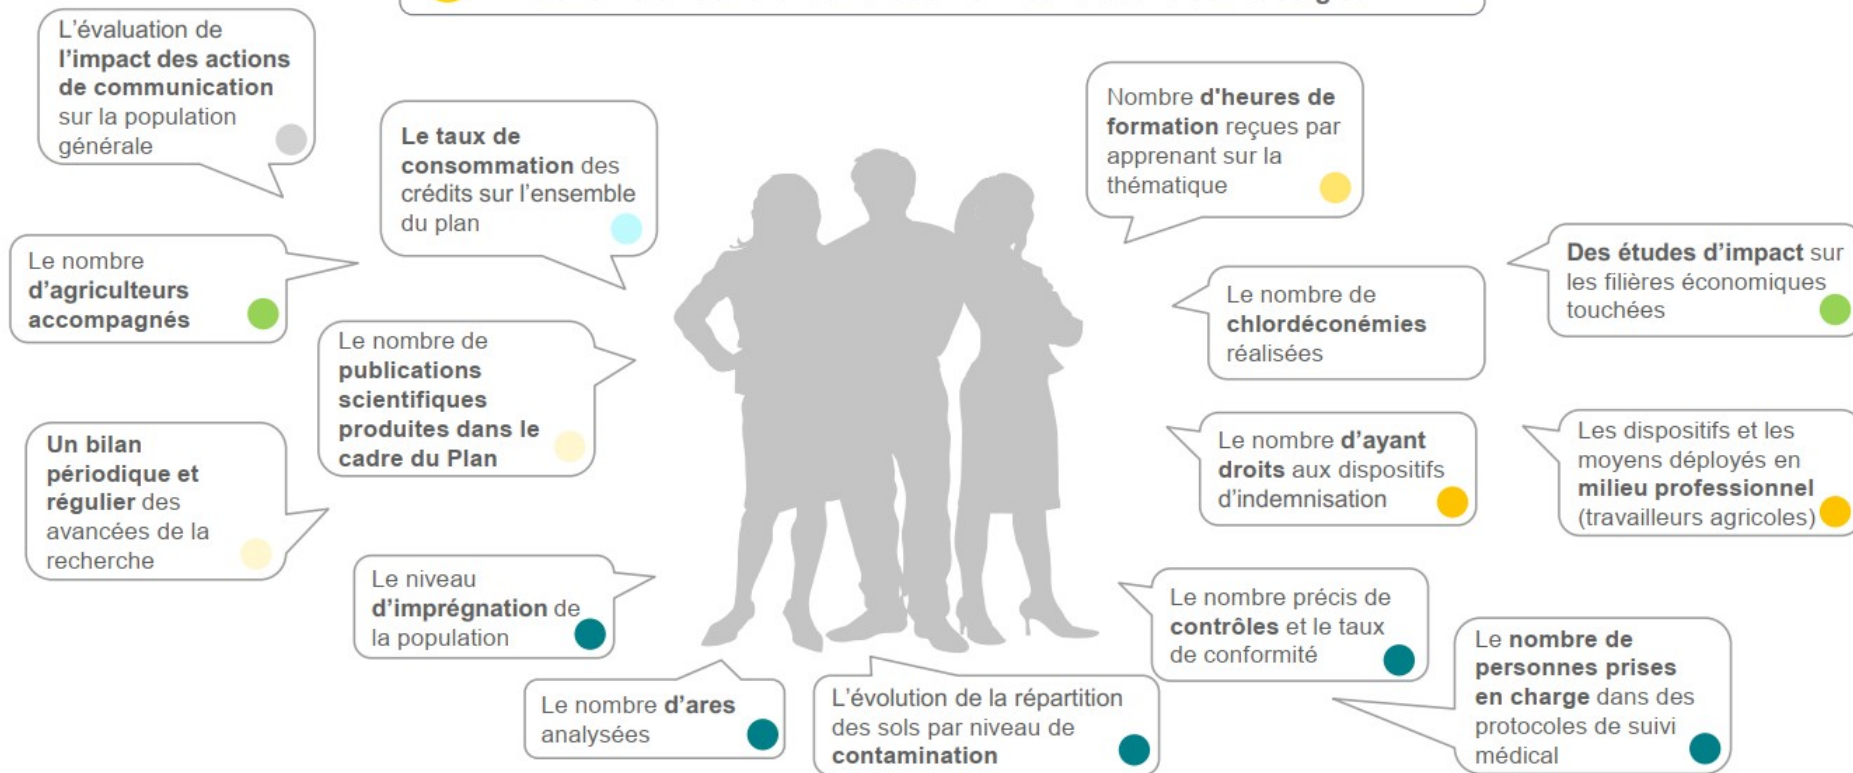 L'évaluation de
l'impact des actions
de communication
sur la population
générale
Le taux de
consommation des
crédits sur l'ensemble
du plan
Nombre d'heures de
formation reçues par
apprenant sur la
thématique
Le nombre
d'agriculteurs
accompagnés
Des études d'impact sur
les filières économiques
touchées
Le nombre de
chlordéconémies
réalisées
Le nombre de
publications
scientifiques
produites dans le
cadre du Plan
Un bilan
périodique et
régulier des
avancées de la
recherche
Le nombre d'ayant
droits aux dispositifs
d'indemnisation
Les dispositifs et les
moyens déployés en
milieu professionnel
(travailleurs agricoles)
Le niveau
d'imprégnation de
la population
Le nombre précis de
contrôles et le taux
de conformité
Le nombre de
personnes prises
en charge dans des
protocoles de suivi
médical
Le nombre d'ares
analysées
L'évolution de la répartition
des sols par niveau de
contamination